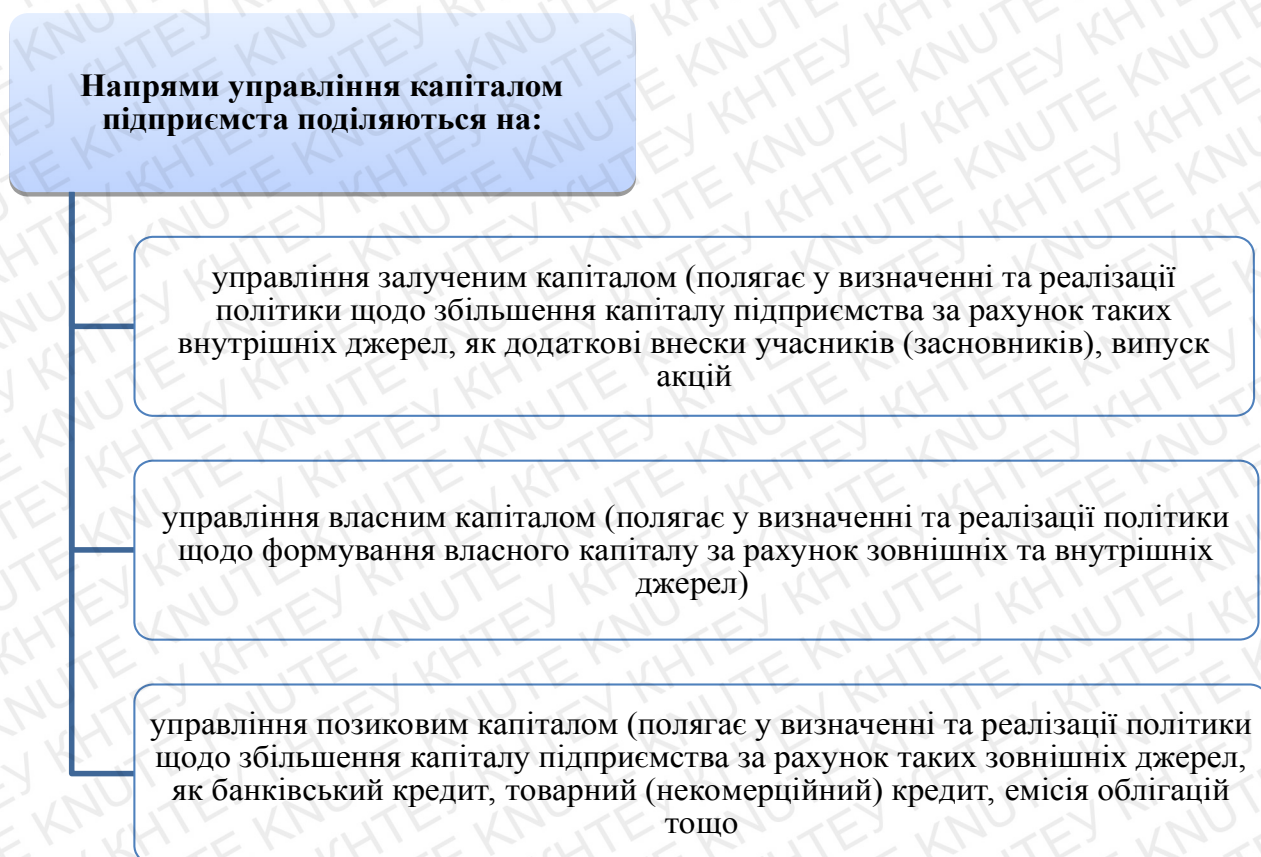 Напрями управління капіталом
підприємста поділяються на:
управління залученим капіталом (полягає у визначенні та реалізації
політики щодо збільшення капіталу підприємства за рахунок таких
внутрішніх джерел, як додаткові внески учасників (засновників), випуск
акцій
управління власним капіталом (полягає у визначенні та реалізації політики
щодо формування власного капіталу за рахунок зовнішніх та внутрішніх
джерел)
управління позиковим капіталом (полягає у визначенні та реалізації політики
щодо збільшення капіталу підприємства за рахунок таких зовнішніх джерел,
як банківський кредит, товарний (некомерційний) кредит, емісія облігацій
тощо